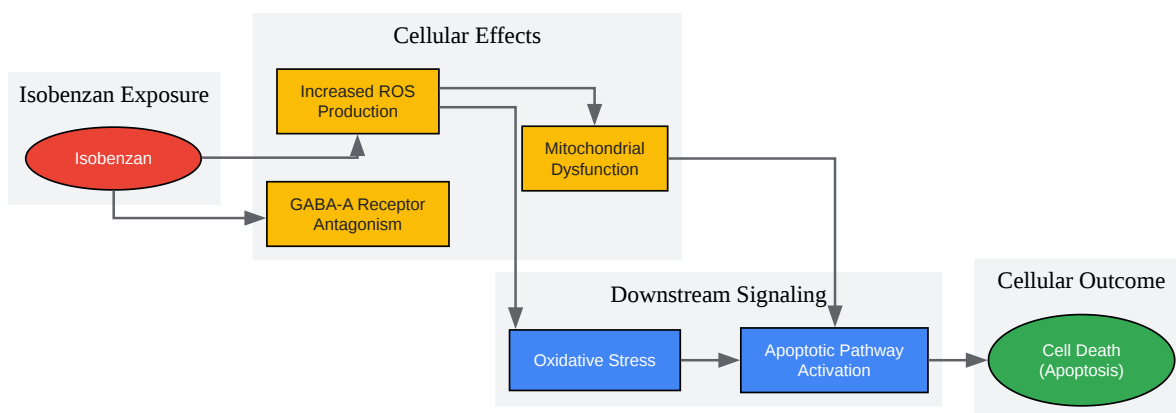 Isobenzan Exposure
Isobenzan
Cellular Effects
Increased ROS
Production
Mitochondrial
Dysfunction
GABA-A Receptor
Antagonism
Downstream Signaling
Oxidative Stress
Apoptotic Pathway
Activation
Cellular Outcome
Cell Death
(Apoptosis)